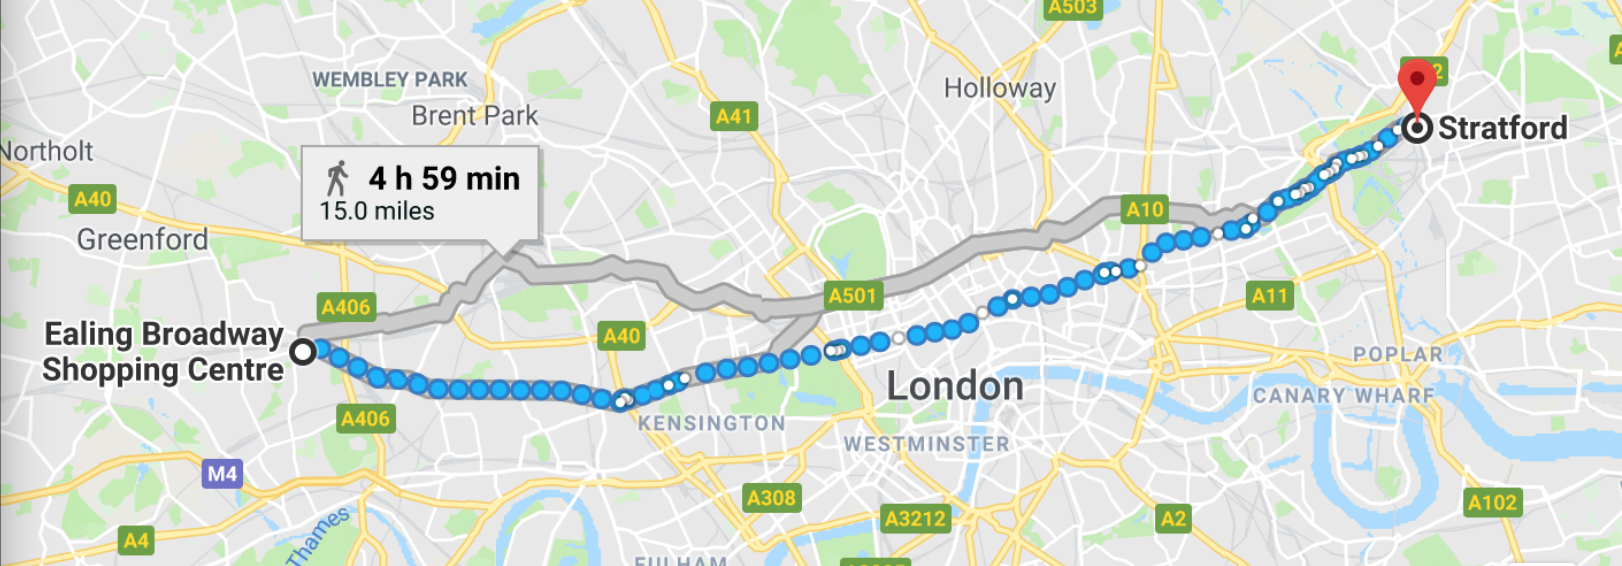 A503
WEMBLEY PARK
Holloway
Brent Park
A41
Stratford
Northolt
4 h 59 min
15.0 miles
A40
A10
Greenford
A406
A501
A11
Ealing Broadway
Shopping Centre
A40
POPLAR
London
CANARY WHARF
A406
KENSINGTON
WESTMINSTER
M4
A308
A3212
A2
A102
Thames
A4